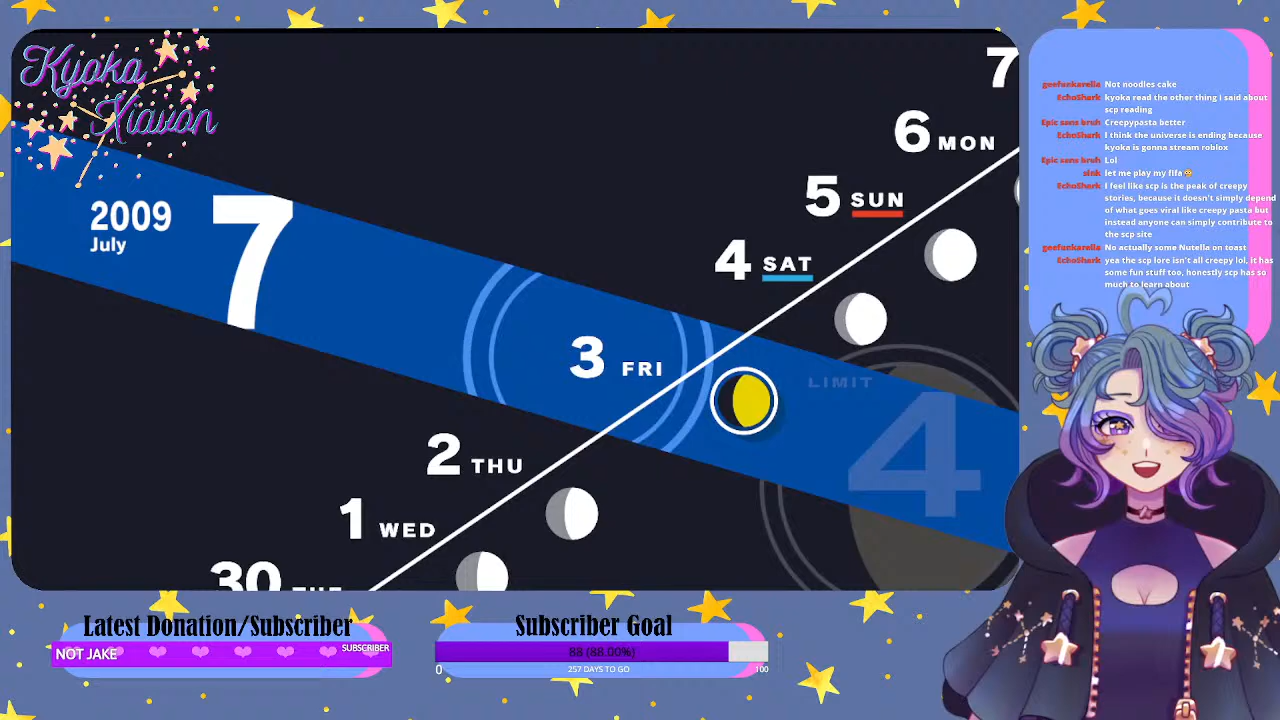 Kyoka
Xiavon
2009
July
7
7
6 MON
5 SUN
4 SAT
3 FRI
2 THU
1 WED
30 TUE
LIMIT
4
geefunkarella Not noodles cake
EchoShark kyoka read the other thing i said about
scp reading
Epic sans bruh Creepypasta better
EchoShark I think the universe is ending because
kyoka is gonna stream roblox
Epic sans bruh Lol
sink let me play my fifa
EchoShark I feel like scp is the peak of creepy
stories, because it doesn't simply depend
of what goes viral like creepy pasta but
instead anyone can simply contribute to
the scp site
geefunkarella No actually some Nutella on toast
EchoShark yea the scp lore isn't all creepy lol, it has
some fun stuff too, honestly scp has so
much to learn about
Latest Donation/Subscriber
NOT JAKE
SUBSCRIBER
Subscriber Goal
88 (88.00%)
0
257 DAYS TO GO
100